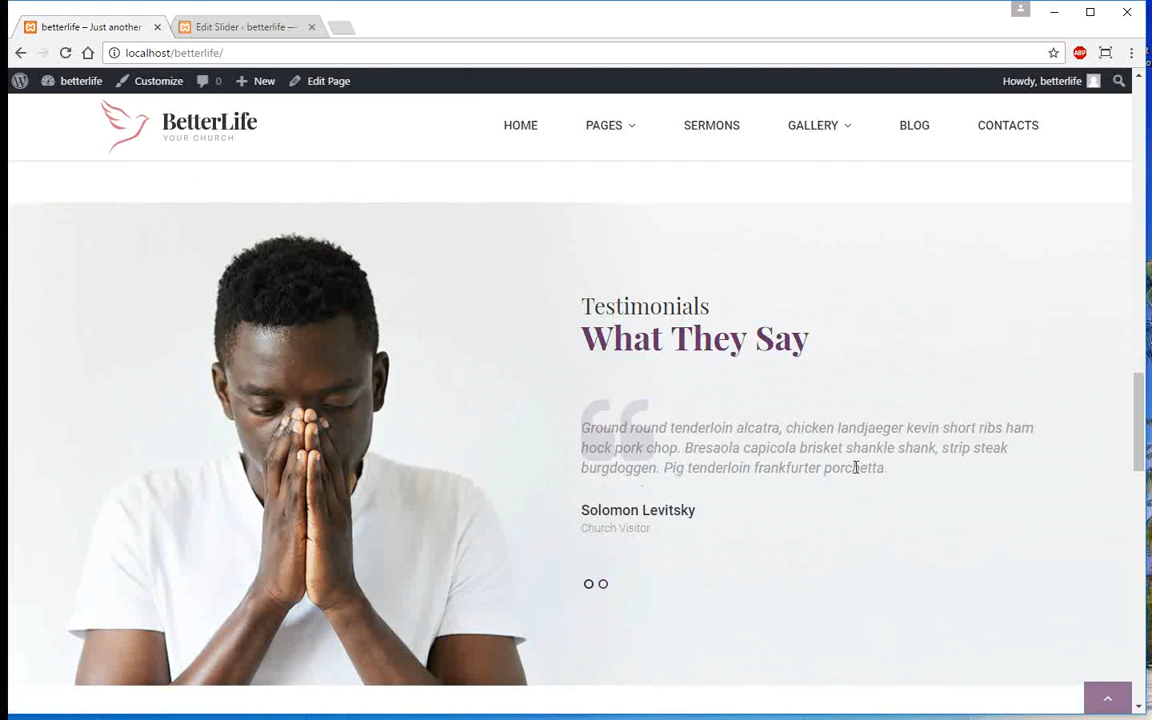 betterlife – Just another
Edit Slider ‹ betterlife —
localhost/betterlife/
ABP
betterlife
Customize
0
New
Edit Page
Howdy, betterlife
BetterLife
YOUR CHURCH
HOME
PAGES
SERMONS
GALLERY
BLOG
CONTACTS
Testimonials
What They Say
Ground round tenderloin alcatra, chicken landjaeger kevin short ribs ham
hock pork chop. Bresaola capicola brisket shankle shank, strip steak
burgdoggen. Pig tenderloin frankfurter porchetta.
Solomon Levitsky
Church Visitor